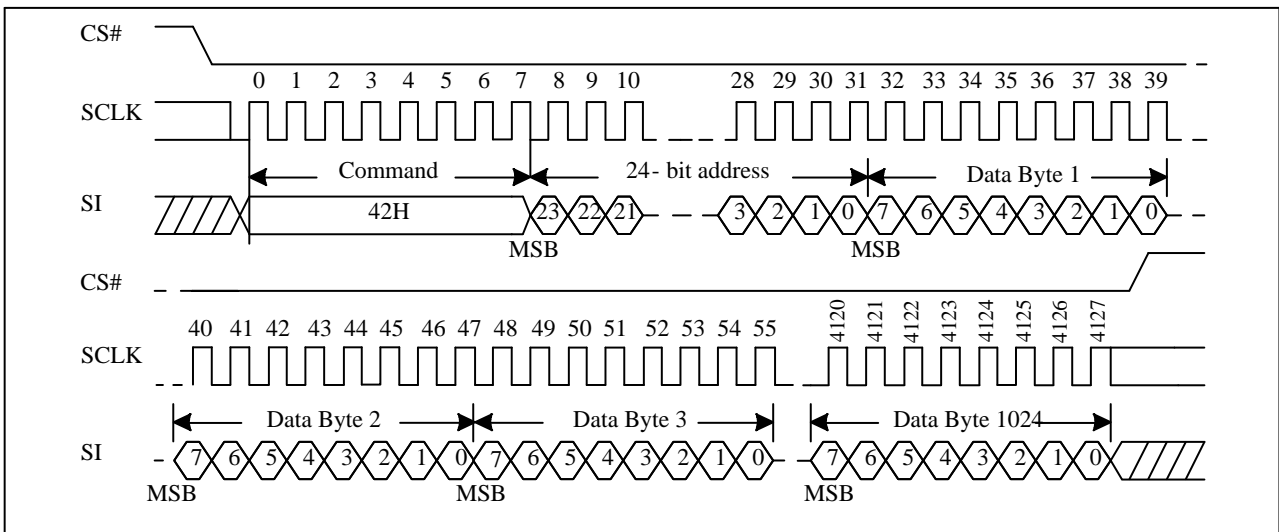 CS#
0 1 2 3 4 5 6 7 8 9 10 28 29 30 31 32 33 34 35 36 37 38 39
SCLK
Command 24- bit address Data Byte 1
SI 42H 23 22 21 3 2 1 0 7 6 5 4 3 2 1 0
MSB MSB
CS#
40 41 42 43 44 45 46 47 48 49 50 51 52 53 54 55 4120 4121 4122 4123 4124 4125 4126 4127
SCLK
Data Byte 2 Data Byte 3 Data Byte 1024
SI 7 6 5 4 3 2 1 0 7 6 5 4 3 2 1 0 7 6 5 4 3 2 1 0
MSB MSB MSB